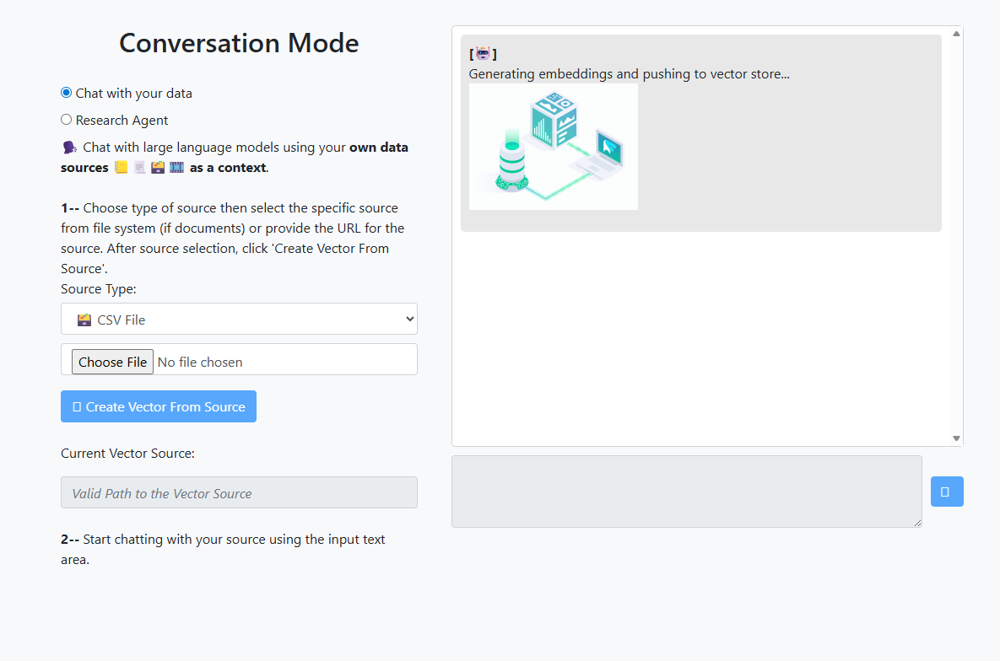 Conversation Mode
Chat with your data
Research Agent
🗣 Chat with large language models using your own data
sources 📒 📃 🗃 🎞 as a context.
1-- Choose type of source then select the specific source
from file system (if documents) or provide the URL for the
source. After source selection, click 'Create Vector From
Source'.
Source Type:
🗃 CSV File
Choose File No file chosen
Create Vector From Source
Current Vector Source:
Valid Path to the Vector Source
2-- Start chatting with your source using the input text
area.
[🤖]
Generating embeddings and pushing to vector store...